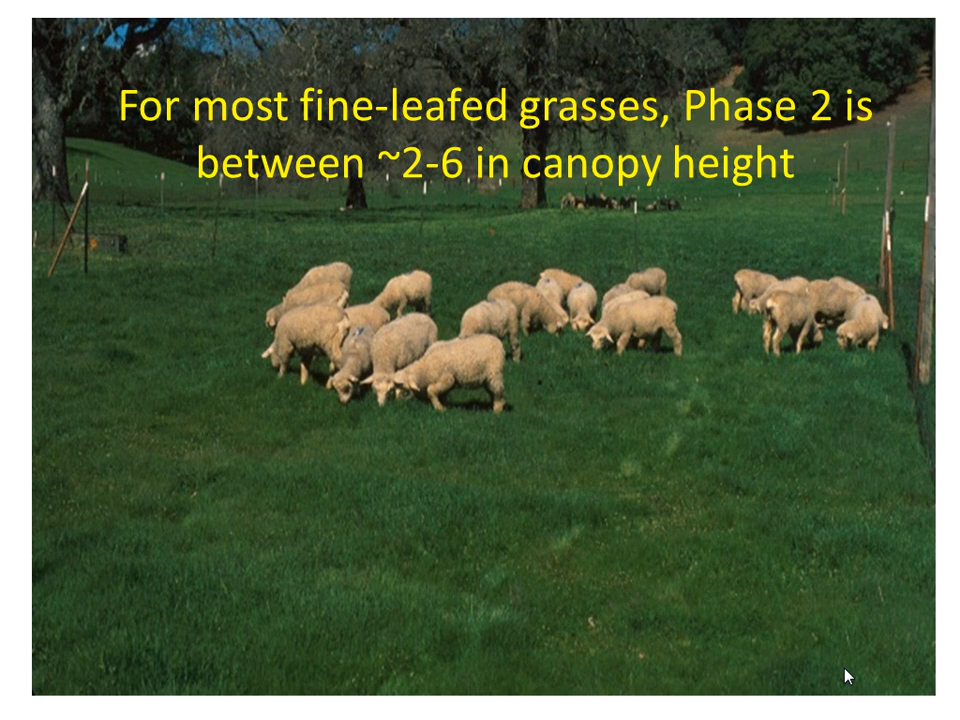 For most fine-leafed grasses, Phase 2 is
between ~2-6 in canopy height